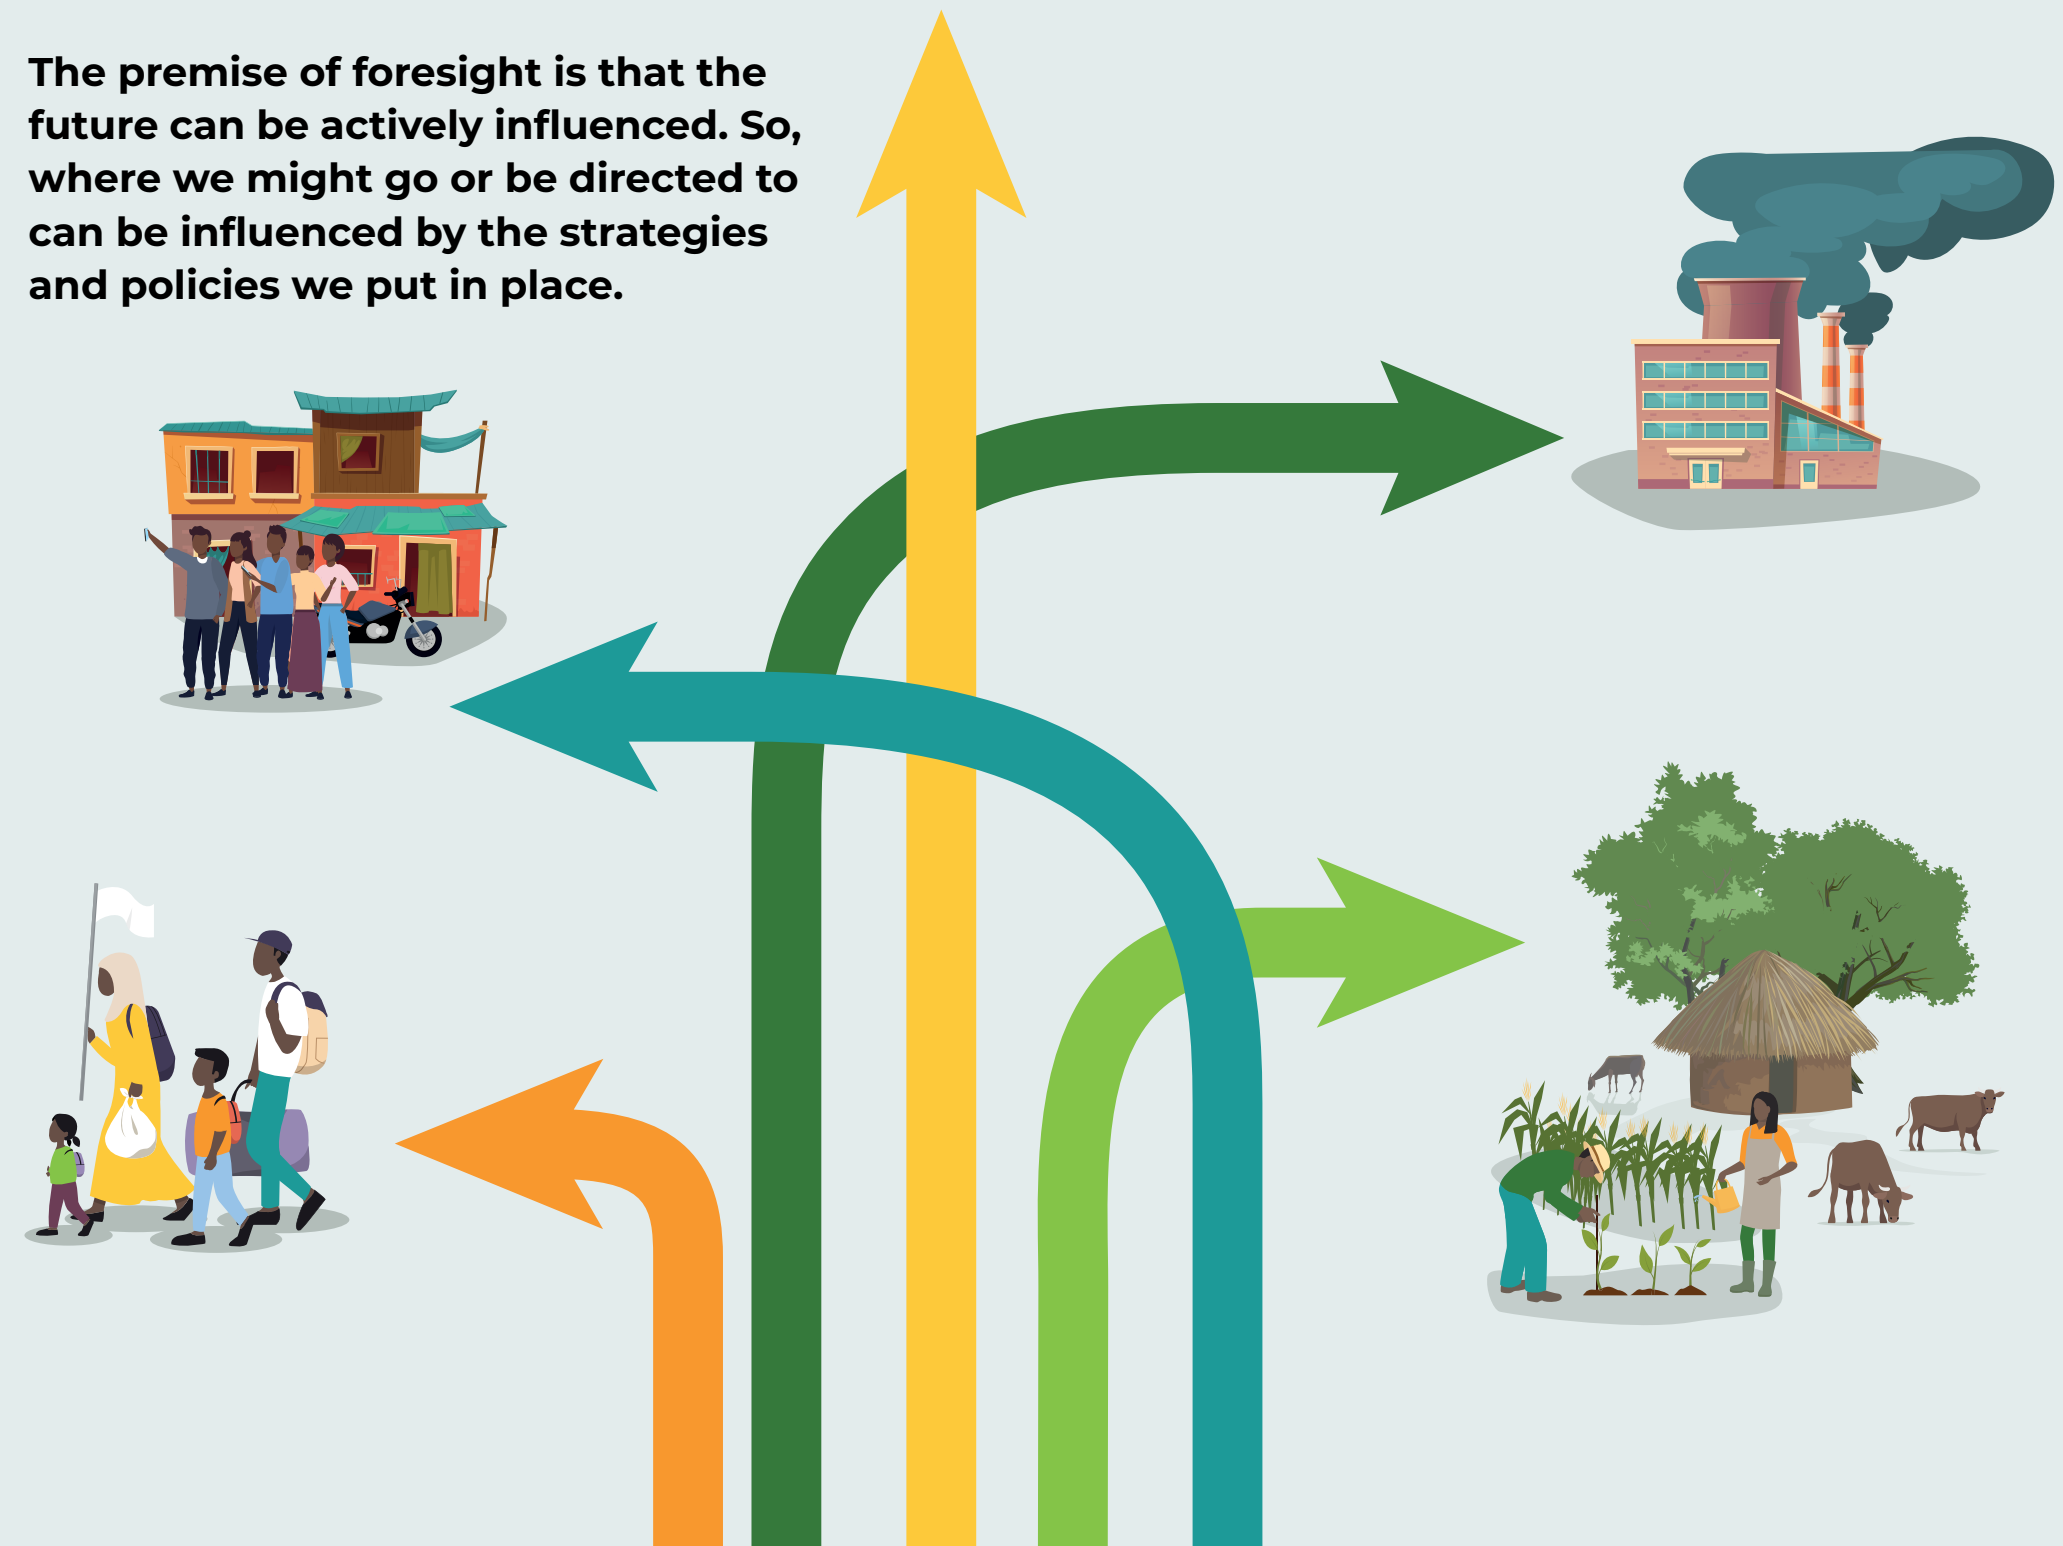 The premise of foresight is that the
future can be actively influenced. So,
where we might go or be directed to
can be influenced by the strategies
and policies we put in place.